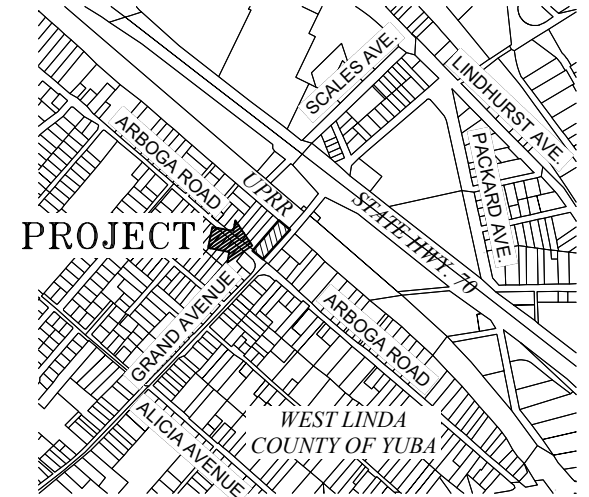 SCALES AVE.
LINDHURST AVE.
ARBOGA ROAD
PACKARD AVE.
UPRR
STATE HWY. 70
PROJECT
GRAND AVENUE
ARBOGA ROAD
ALICIA AVENUE
WEST LINDA
COUNTY OF YUBA